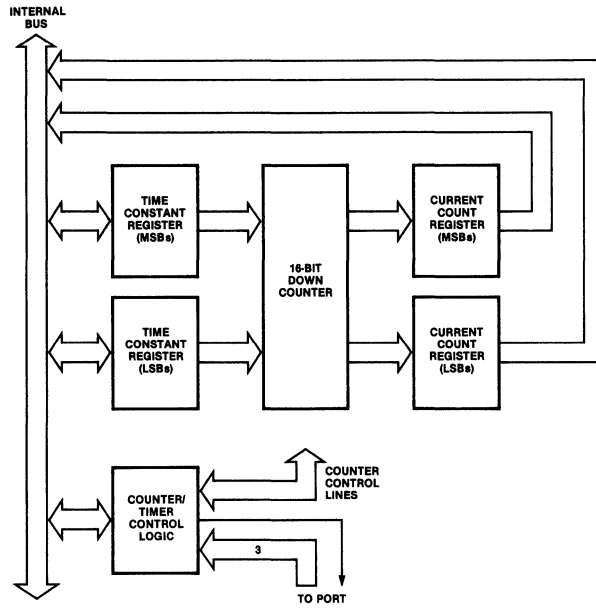 INTERNAL
BUS
TIME
CONSTANT
REGISTER
(MSBs)
16-BIT
DOWN
COUNTER
CURRENT
COUNT
REGISTER
(MSBs)
TIME
CONSTANT
REGISTER
(LSBs)
CURRENT
COUNT
REGISTER
(LSBs)
COUNTER/
TIMER
CONTROL
LOGIC
COUNTER
CONTROL
LINES
3
TO PORT